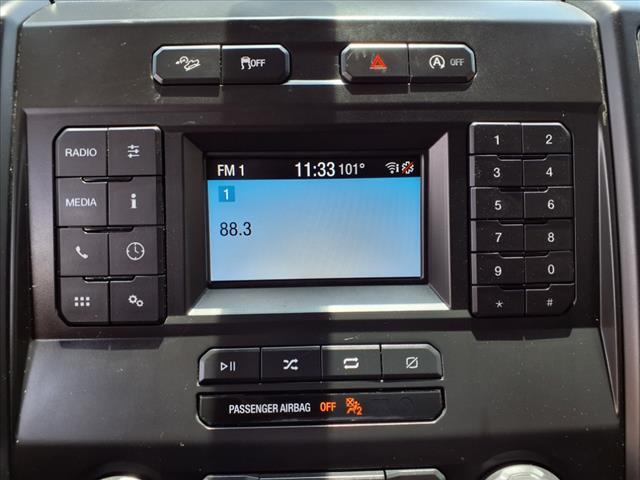 OFF
A OFF
RADIO
MEDIA
i
FM 1 11:33 101°
1
88.3
1 2
3 4
5 6
7 8
9 0
* #
PASSENGER AIRBAG OFF 2